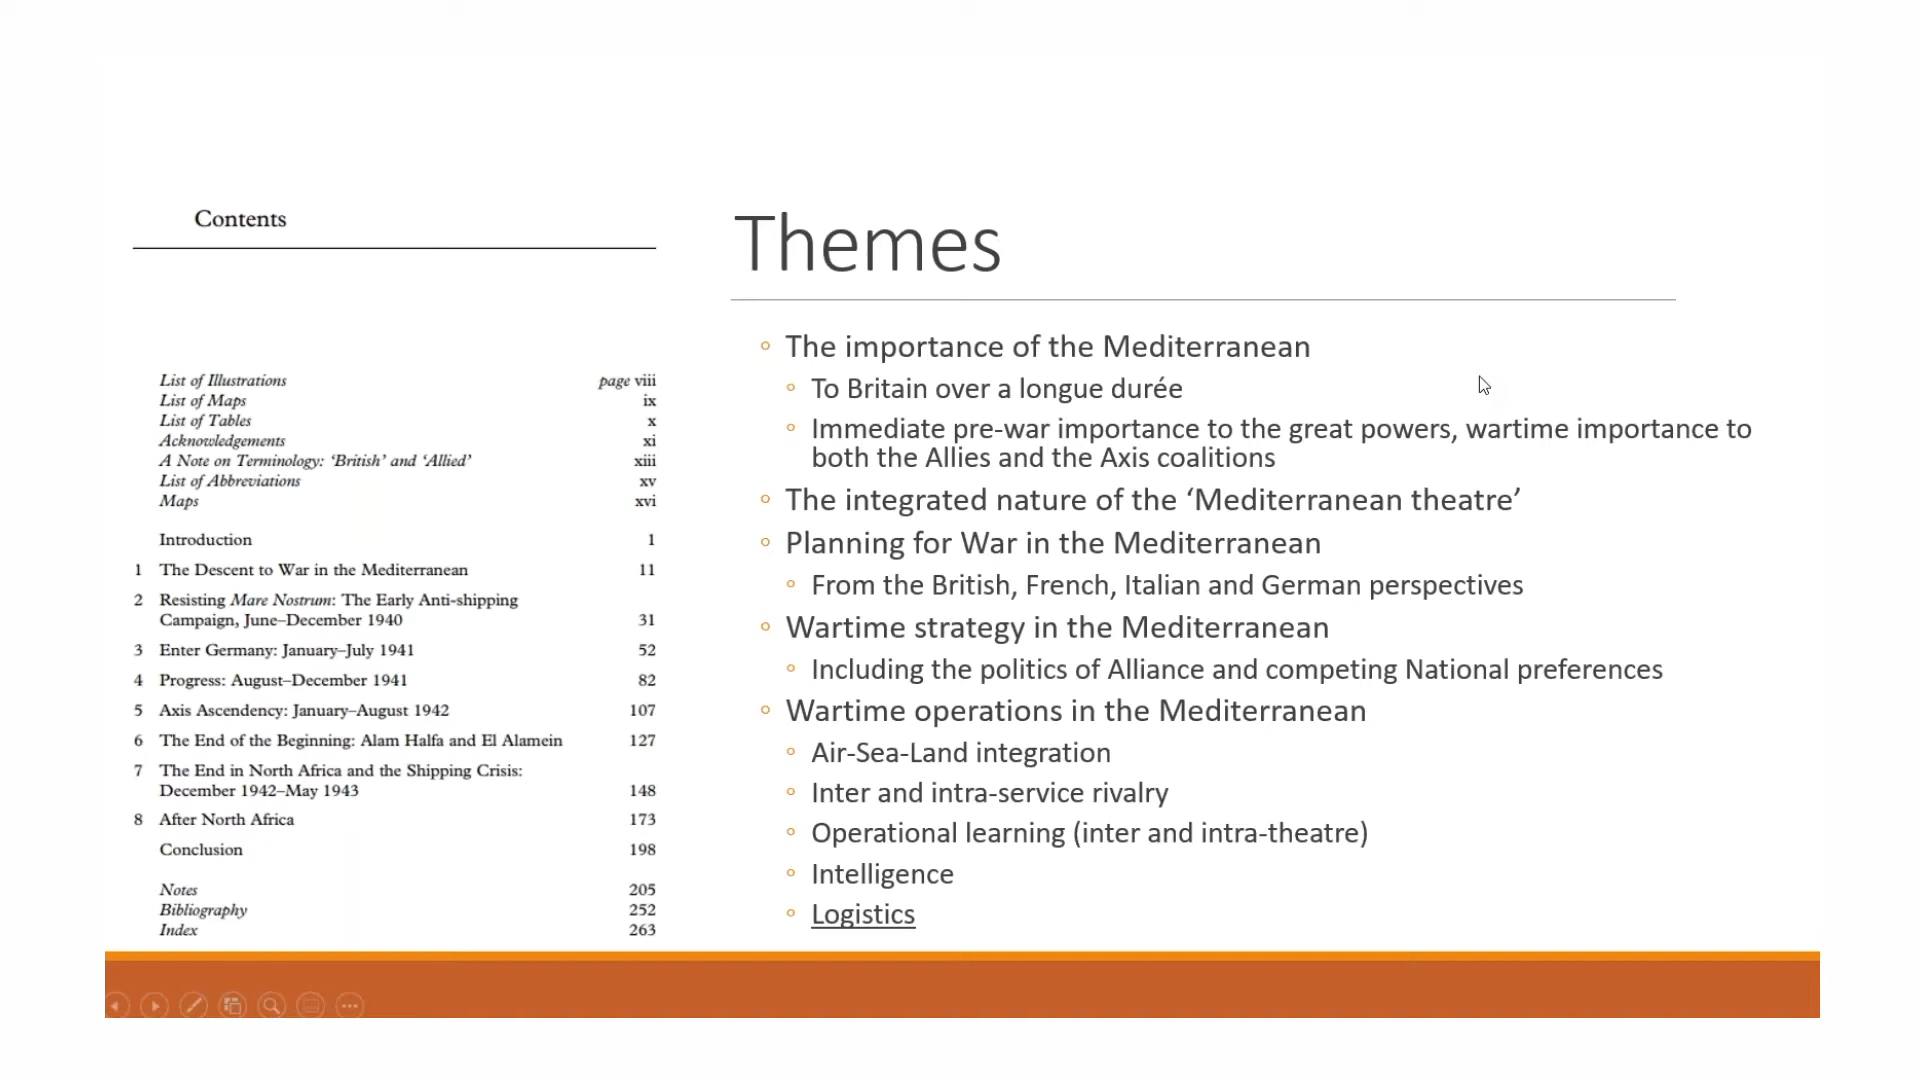 Contents
List of Illustrations page viii
List of Maps ix
List of Tables x
Acknowledgements xi
A Note on Terminology: ‘British’ and ‘Allied’ xiii
List of Abbreviations xv
Maps xvi
Introduction 1
1 The Descent to War in the Mediterranean 11
2 Resisting Mare Nostrum: The Early Anti-shipping
Campaign, June–December 1940 31
3 Enter Germany: January–July 1941 52
4 Progress: August–December 1941 82
5 Axis Ascendency: January–August 1942 107
6 The End of the Beginning: Alam Halfa and El Alamein 127
7 The End in North Africa and the Shipping Crisis:
December 1942–May 1943 148
8 After North Africa 173
Conclusion 198
Notes 205
Bibliography 252
Index 263
Themes
The importance of the Mediterranean
To Britain over a longue durée
Immediate pre-war importance to the great powers, wartime importance to
both the Allies and the Axis coalitions
The integrated nature of the ‘Mediterranean theatre’
Planning for War in the Mediterranean
From the British, French, Italian and German perspectives
Wartime strategy in the Mediterranean
Including the politics of Alliance and competing National preferences
Wartime operations in the Mediterranean
Air-Sea-Land integration
Inter and intra-service rivalry
Operational learning (inter and intra-theatre)
Intelligence
Logistics